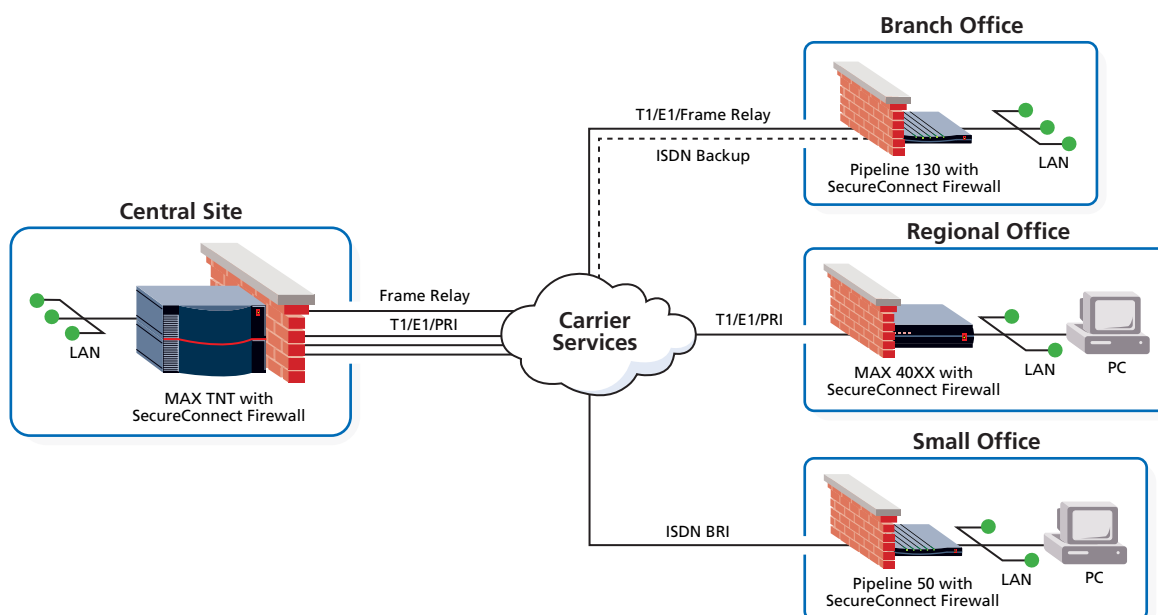 Branch Office
T1/E1/Frame Relay
ISDN Backup
LAN
Pipeline 130 with
SecureConnect Firewall
Central Site
LAN
MAX TNT with
SecureConnect Firewall
Frame Relay
T1/E1/PRI
Carrier
Services
Regional Office
T1/E1/PRI
LAN
PC
MAX 40XX with
SecureConnect Firewall
Small Office
ISDN BRI
LAN
PC
Pipeline 50 with
SecureConnect Firewall